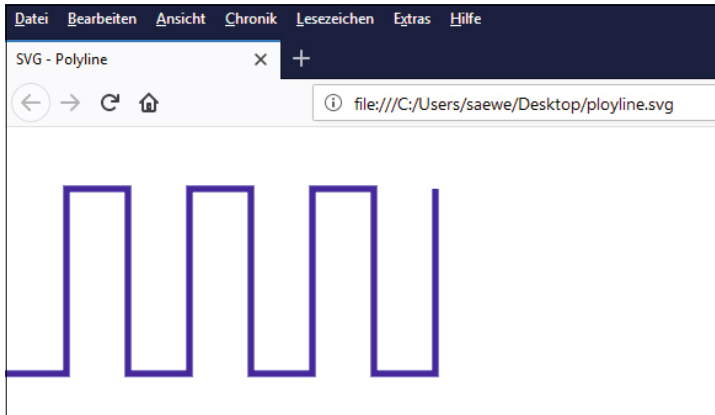 Datei Bearbeiten Ansicht Chronik Lesezeichen Extras Hilfe
SVG - Polyline
file:///C:/Users/saewe/Desktop/ployline.svg